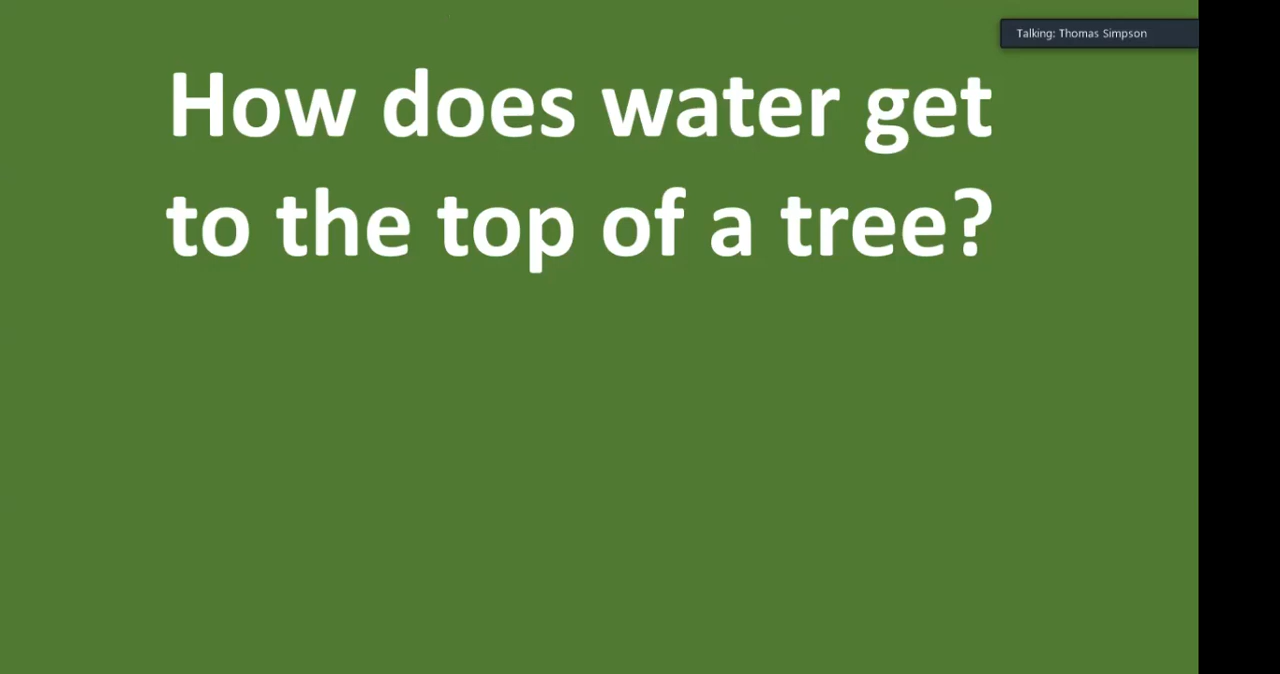 Talking: Thomas Simpson
How does water get
to the top of a tree?